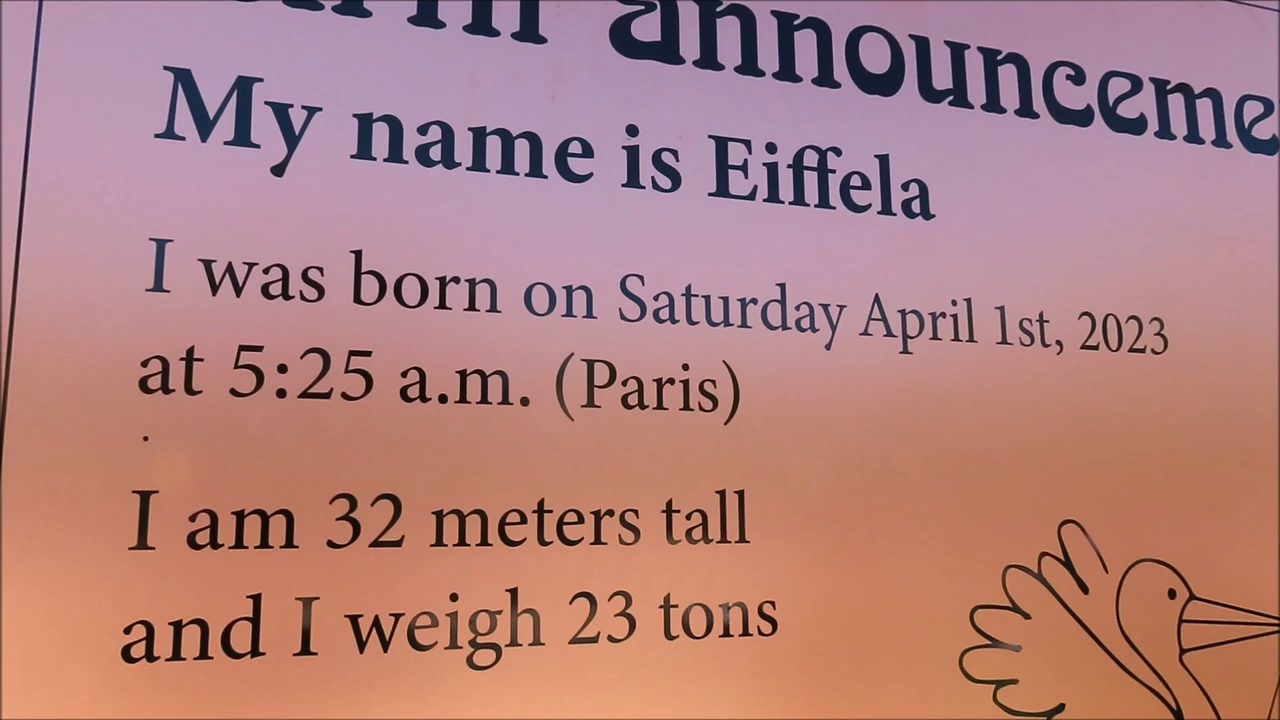 announceme
My name is Eiffela
I was born on Saturday April 1st, 2023
at 5:25 a.m. (Paris)
I am 32 meters tall
and I weigh 23 tons